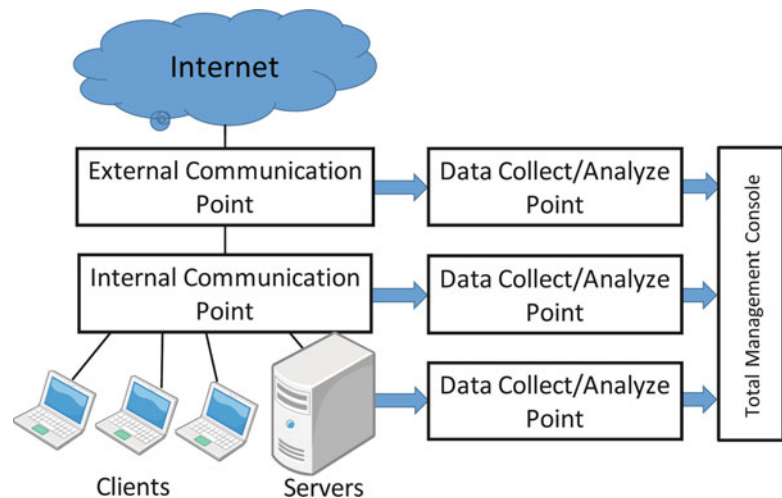 Internet
External Communication
Point
Data Collect/Analyze
Point
Internal Communication
Point
Data Collect/Analyze
Point
Data Collect/Analyze
Point
Total Management Console
Clients
Servers